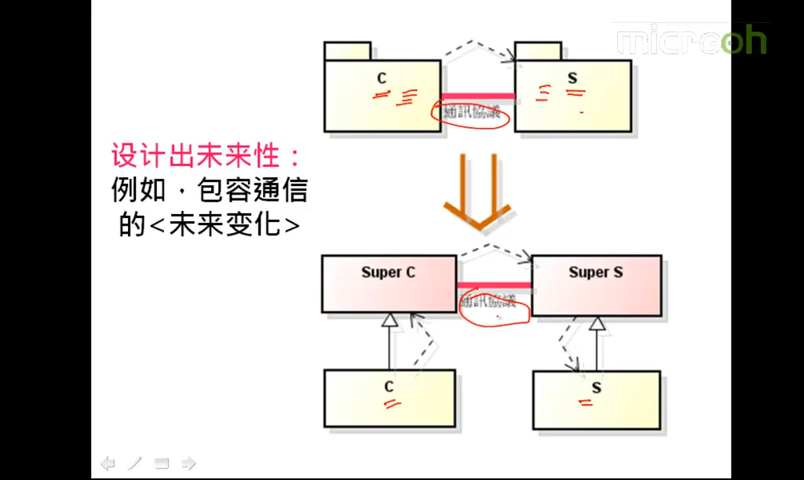 microoh
C
S
通訊協議
设计出未来性：
例如，包容通信
的<未来变化>
Super C
Super S
通訊協議
C
S